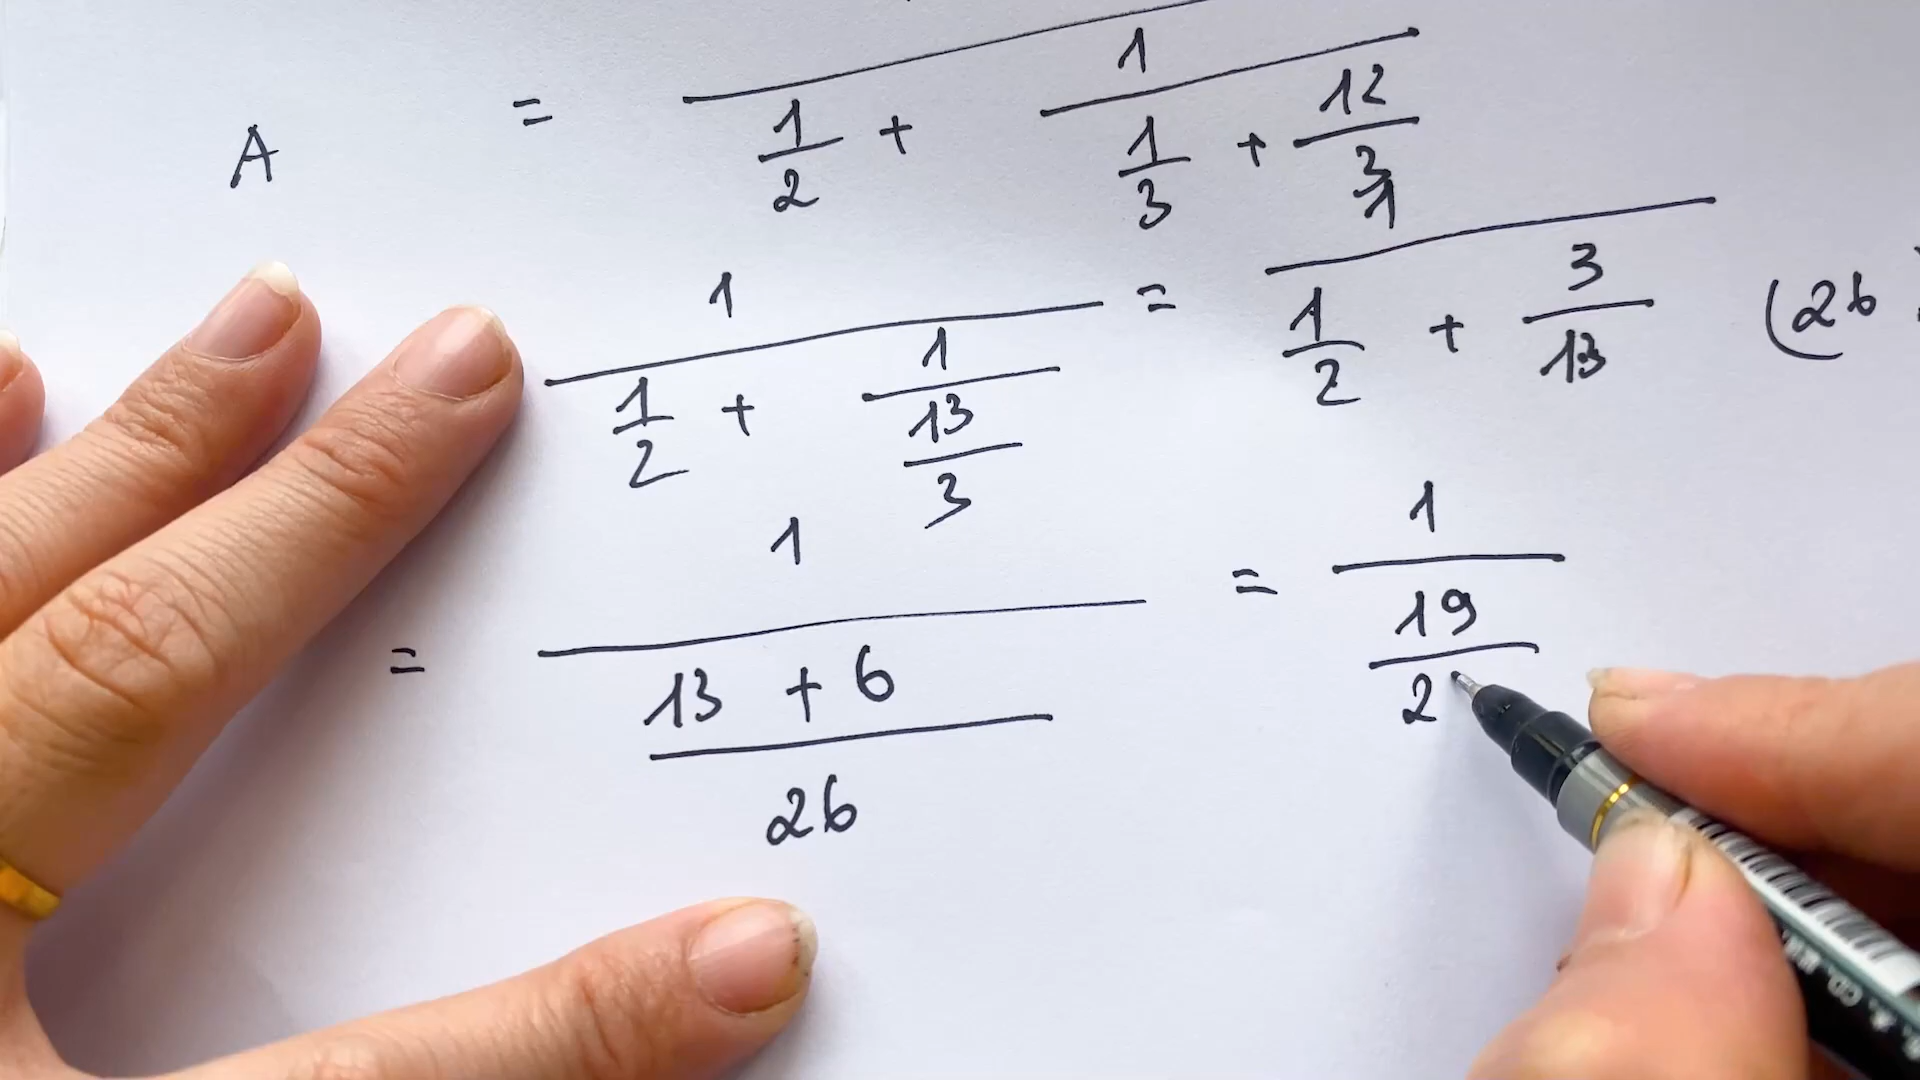 A = 1/2 + 1/(1/3 + 12/3)
1/(1/2 + 1/(13/3)) = 1/(1/2 + 3/13) (26
= 1/((13 + 6)/26) = 1/(19/2